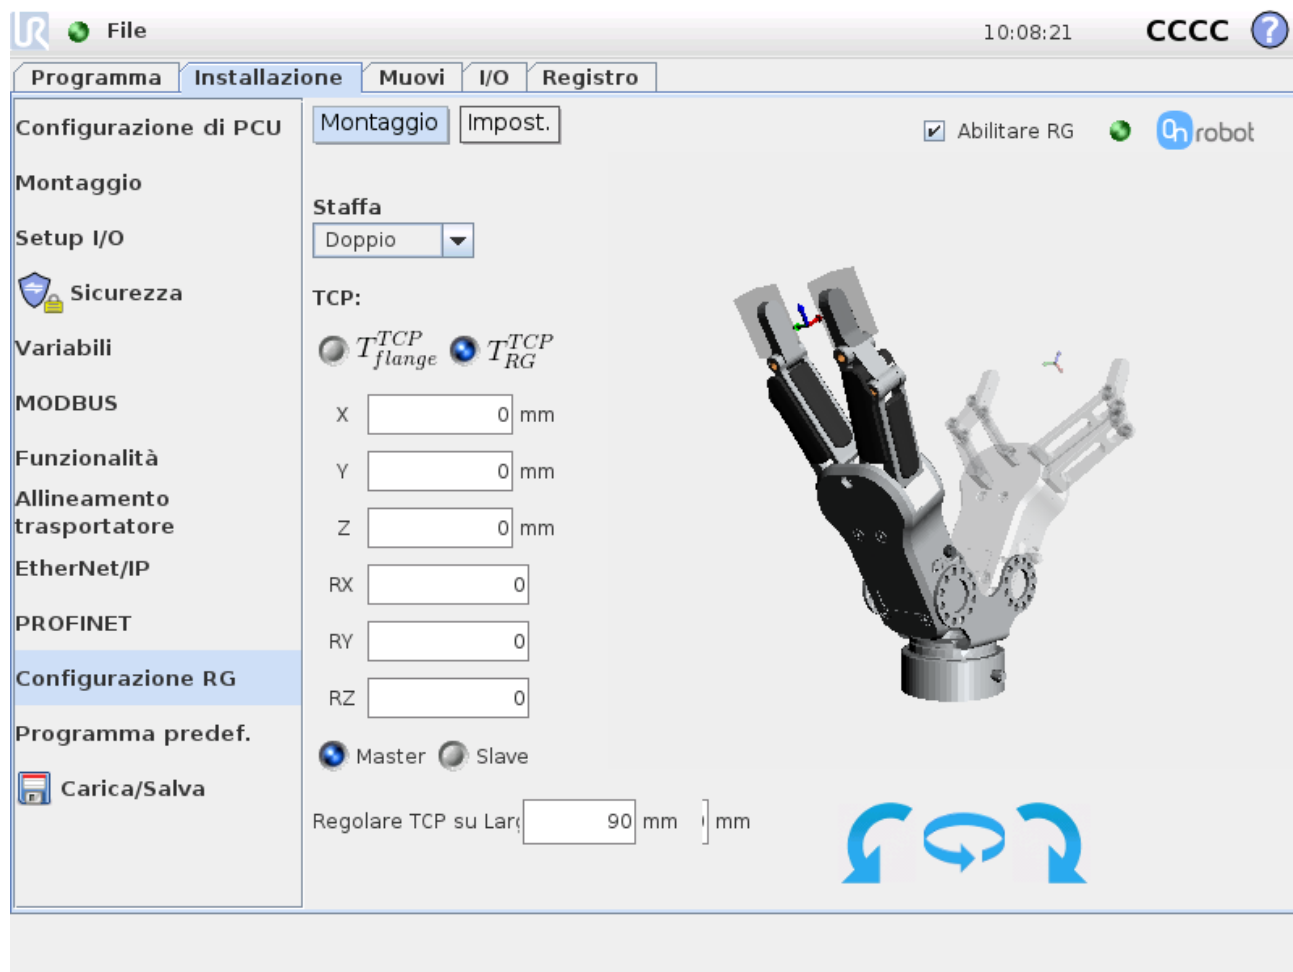 File 10:08:21 CCCC ?
Programma Installazione Muovi I/O Registro
Configurazione di PCU
Montaggio
Setup I/O
Sicurezza
Variabili
MODBUS
Funzionalità
Allineamento
trasportatore
EtherNet/IP
PROFINET
Configurazione RG
Programma predef.
Carica/Salva
Montaggio Impost.
Abilitare RG On robot
Staffa
Doppio
TCP:
T TCP flange T TCP RG
X 0 mm
Y 0 mm
Z 0 mm
RX 0
RY 0
RZ 0
Master Slave
Regolare TCP su Larg 90 mm mm